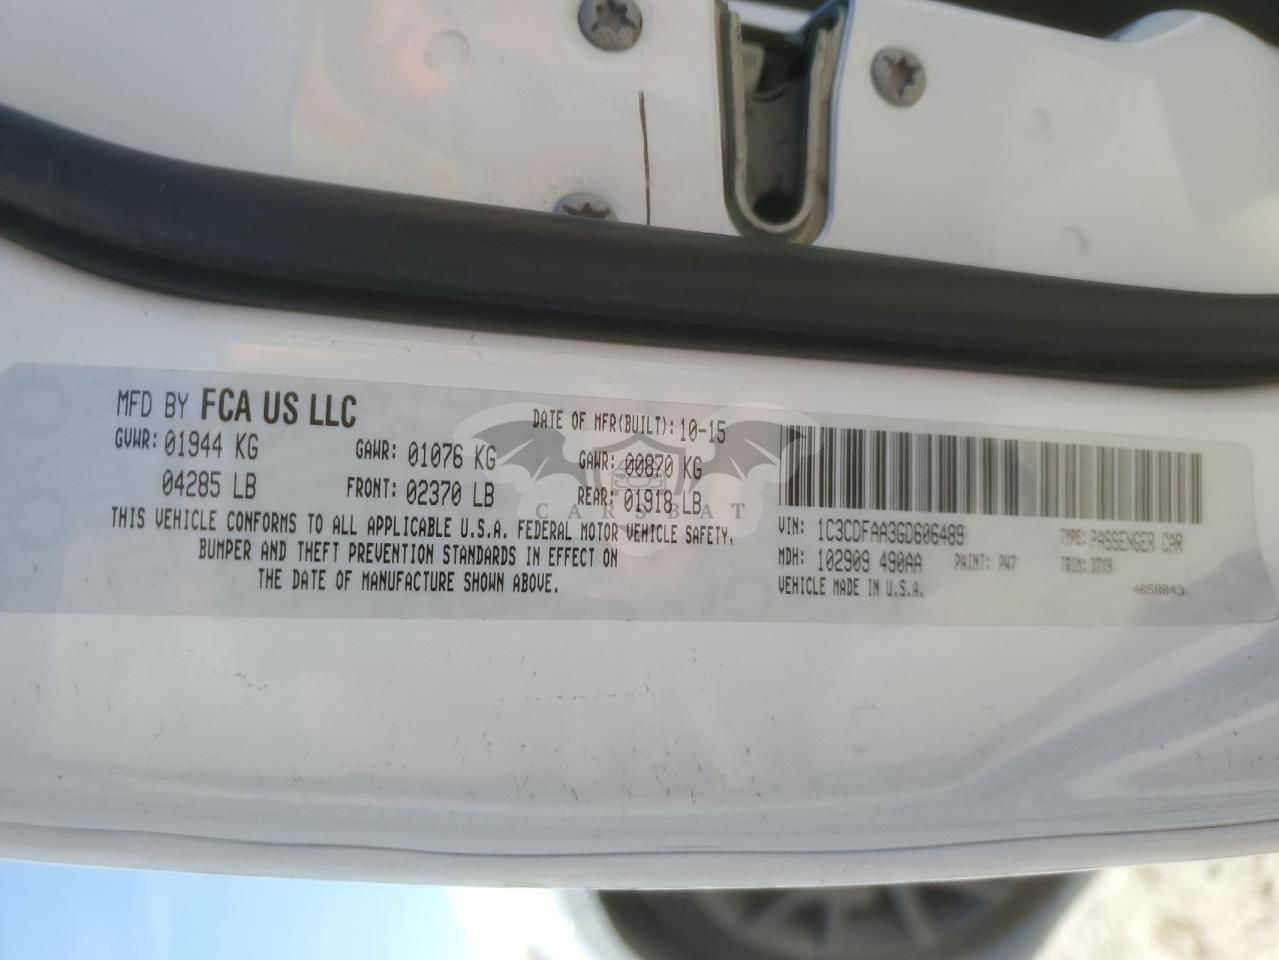 MFD BY FCA US LLC
DATE OF MFR(BUILT): 10-15
GVWR: 01944 KG GAWR: 01076 KG GAWR: 00870 KG
04285 LB FRONT: 02370 LB REAR: 01918 LB
THIS VEHICLE CONFORMS TO ALL APPLICABLE U.S.A. FEDERAL MOTOR VEHICLE SAFETY,
BUMPER AND THEFT PREVENTION STANDARDS IN EFFECT ON
THE DATE OF MANUFACTURE SHOWN ABOVE.
VIN: 1C3CDFAA3GD606489 TYPE: PASSENGER CAR
MDH: 102909 490AA PAINT: PW7 TRIM: D7X9
VEHICLE MADE IN U.S.A. 4658843
CARSBAT